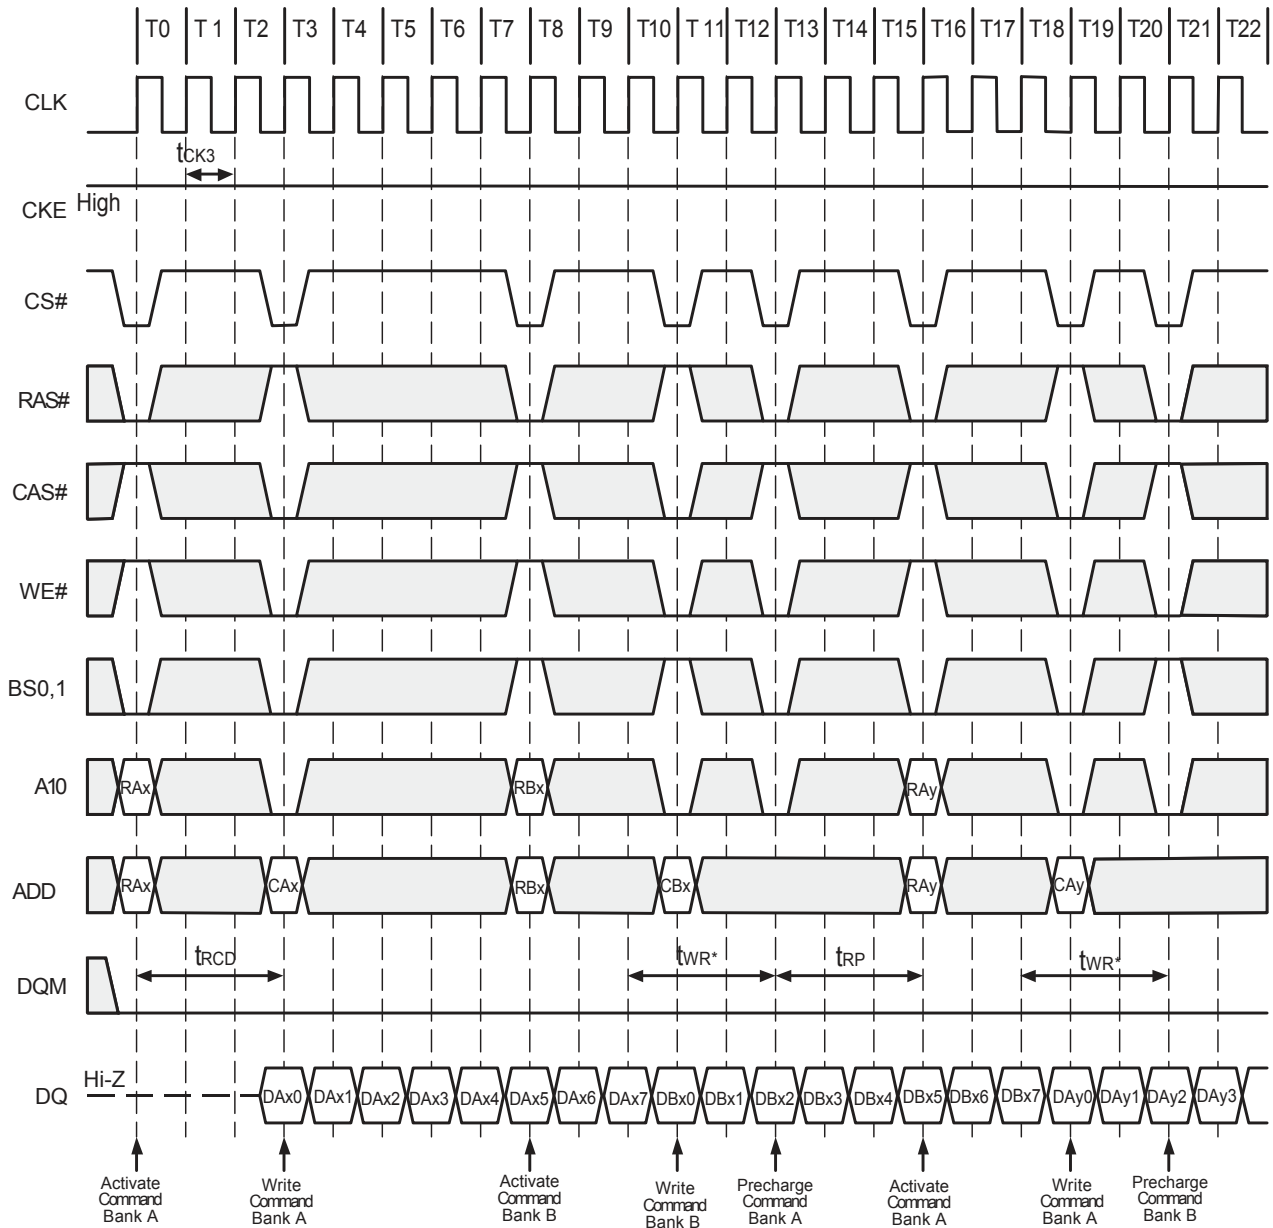 T0 T 1 T2 T3 T4 T5 T6 T7 T8 T9 T10 T 11 T12 T13 T14 T15 T16 T17 T18 T19 T20 T21 T22
CLK
tCK3
CKE High
CS#
RAS#
CAS#
WE#
BS0,1
A10 RAx RBx RAy
ADD RAx CAx RBx CBx RAy CAy
DQM tRCD tWR* tRP tWR*
Hi-Z
DQ DAx0 DAx1 DAx2 DAx3 DAx4 DAx5 DAx6 DAx7 DBx0 DBx1 DBx2 DBx3 DBx4 DBx5 DBx6 DBx7 DAy0 DAy1 DAy2 DAy3
Activate
Command
Bank A
Write
Command
Bank A
Activate
Command
Bank B
Write
Command
Bank B
Precharge
Command
Bank A
Activate
Command
Bank A
Write
Command
Bank A
Precharge
Command
Bank B